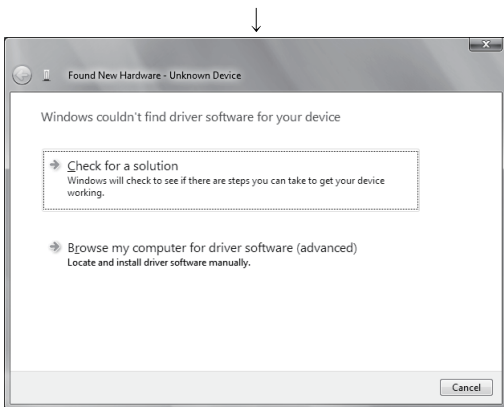 Found New Hardware - Unknown Device
Windows couldn't find driver software for your device
Check for a solution
Windows will check to see if there are steps you can take to get your device
working.
Browse my computer for driver software (advanced)
Locate and install driver software manually.
Cancel